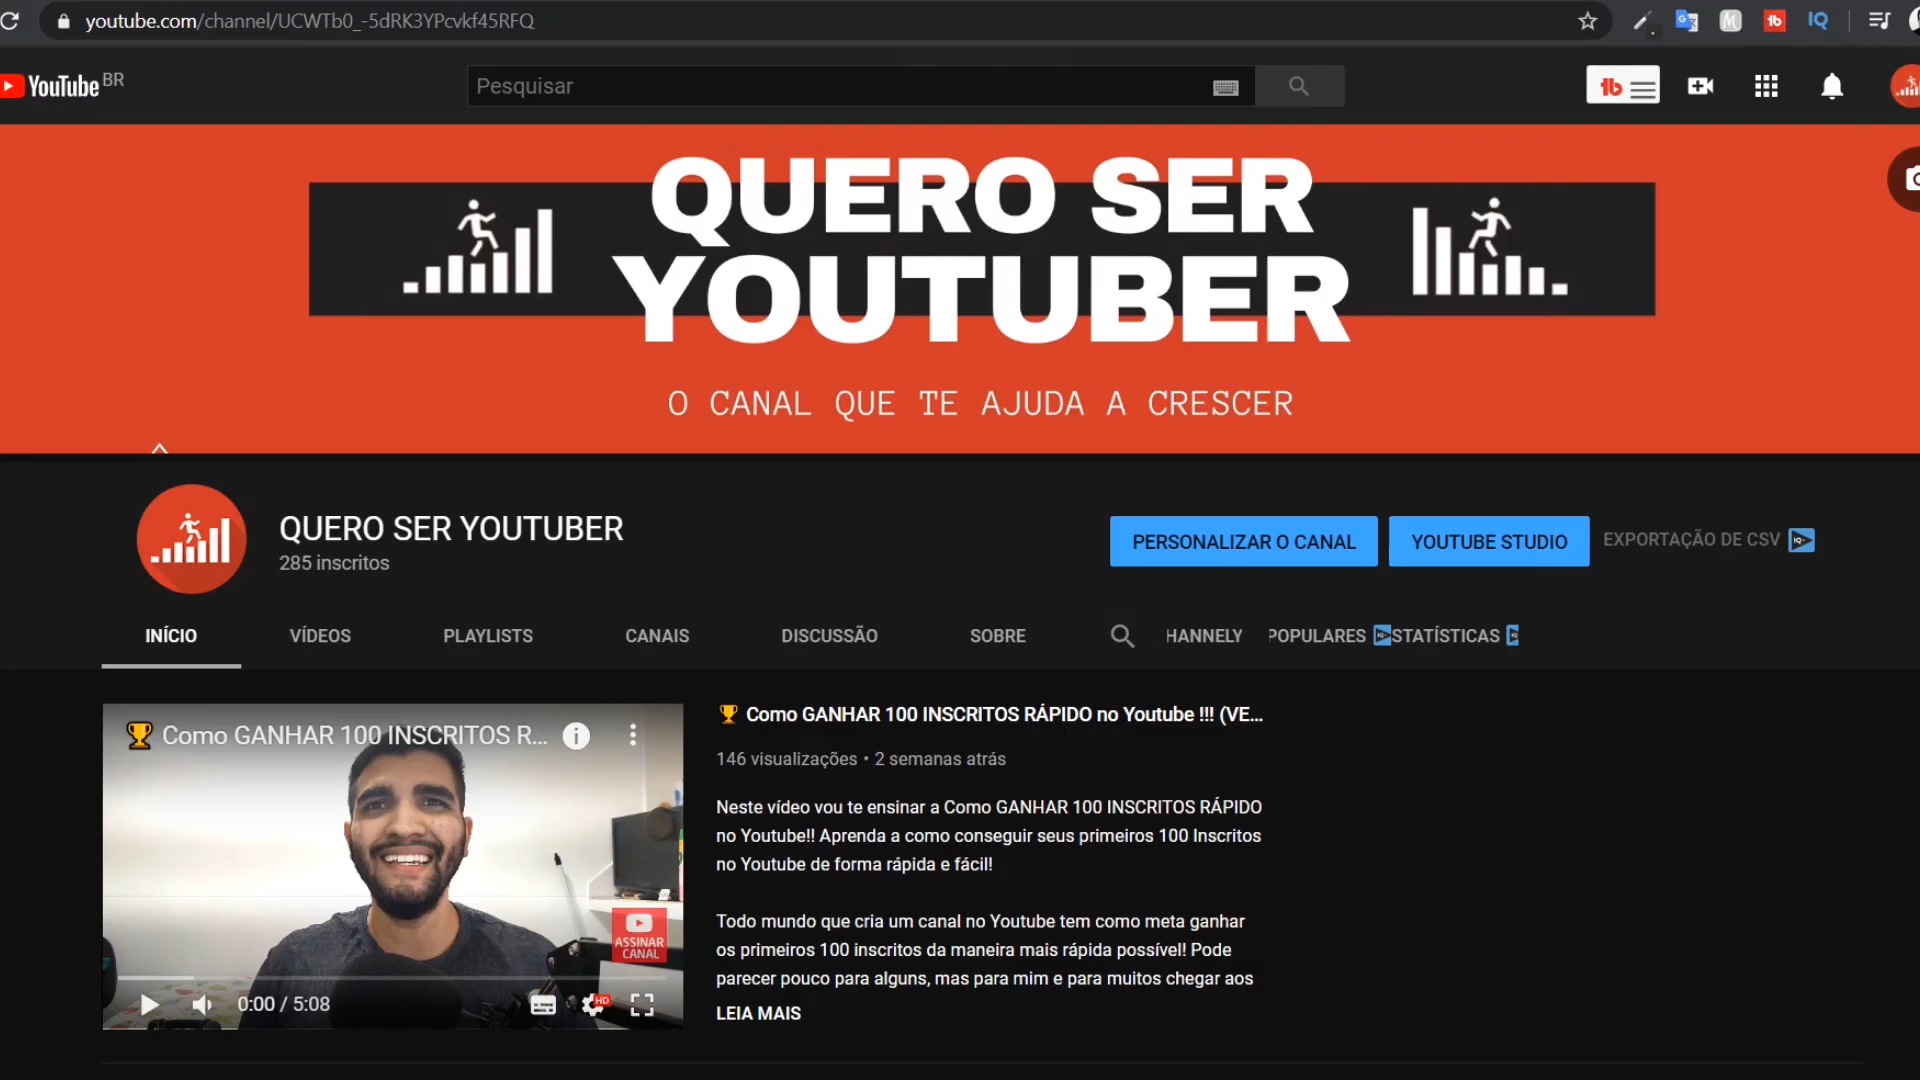 youtube.com/channel/UCWTb0_-5dRK3YPcvkf45RFQ
YouTube BR
Pesquisar
QUERO SER
YOUTUBER
O CANAL QUE TE AJUDA A CRESCER
QUERO SER YOUTUBER
285 inscritos
PERSONALIZAR O CANAL
YOUTUBE STUDIO
EXPORTAÇÃO DE CSV
INÍCIO
VÍDEOS
PLAYLISTS
CANAIS
DISCUSSÃO
SOBRE
HANNELY
POPULARES
STATÍSTICAS
Como GANHAR 100 INSCRITOS R...
ASSINAR
CANAL
0:00 / 5:08
HD
Como GANHAR 100 INSCRITOS RÁPIDO no Youtube !!! (VE...
146 visualizações • 2 semanas atrás
Neste vídeo vou te ensinar a Como GANHAR 100 INSCRITOS RÁPIDO
no Youtube!! Aprenda a como conseguir seus primeiros 100 Inscritos
no Youtube de forma rápida e fácil!
Todo mundo que cria um canal no Youtube tem como meta ganhar
os primeiros 100 inscritos da maneira mais rápida possível! Pode
parecer pouco para alguns, mas para mim e para muitos chegar aos
LEIA MAIS